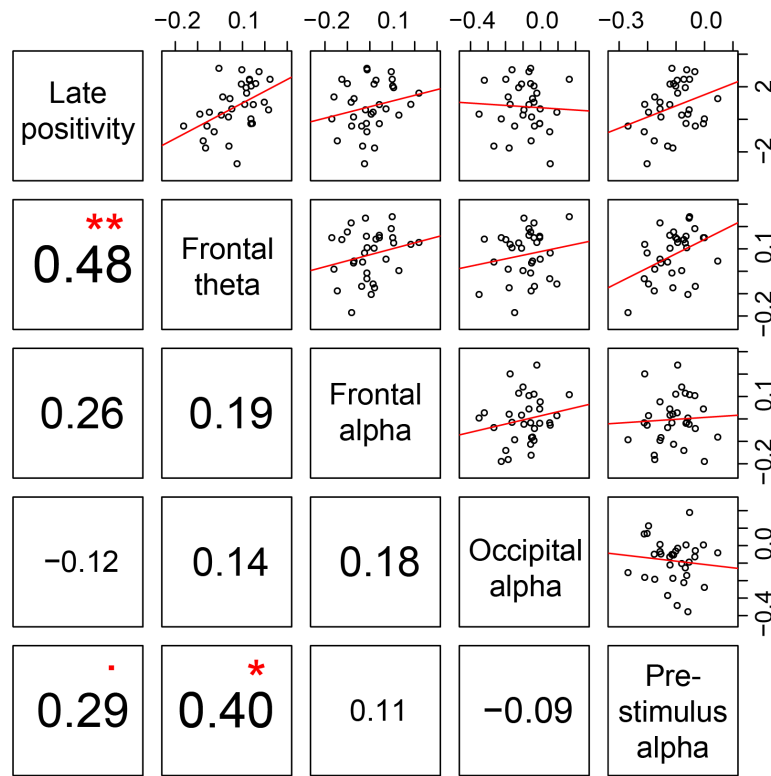 −0.2 0.1 −0.2 0.1 −0.4 0.0 −0.3 0.0
Late
positivity
2
−2
**
0.48
Frontal
theta
0.1
−0.2
0.26
0.19
Frontal
alpha
0.1
−0.2
−0.12
0.14
0.18
Occipital
alpha
0.0
−0.4
.
0.29
*
0.40
0.11
−0.09
Pre-
stimulus
alpha